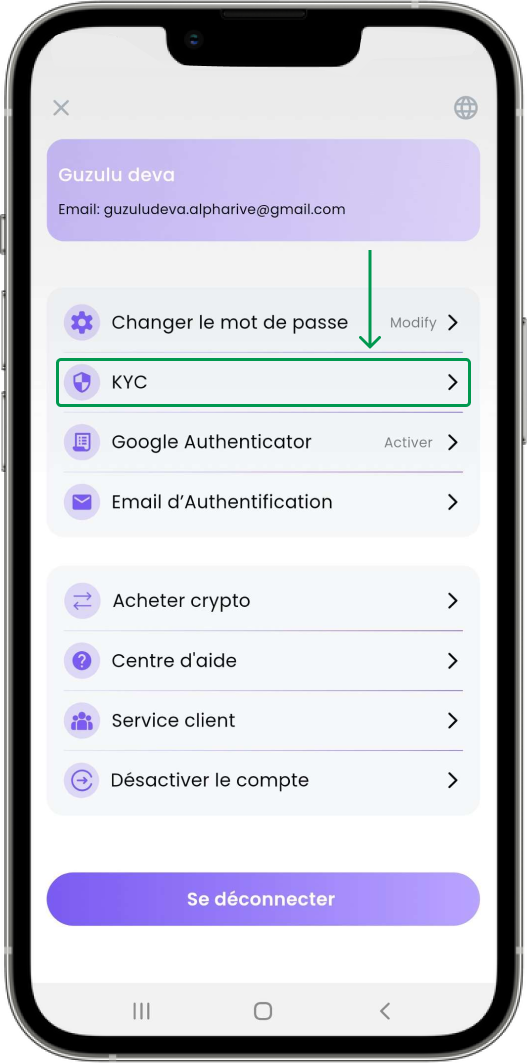 Guzulu deva
Email: guzuludeva.alpharive@gmail.com
Changer le mot de passe Modify
KYC
Google Authenticator Activer
Email d’Authentification
Acheter crypto
Centre d'aide
Service client
Désactiver le compte
Se déconnecter